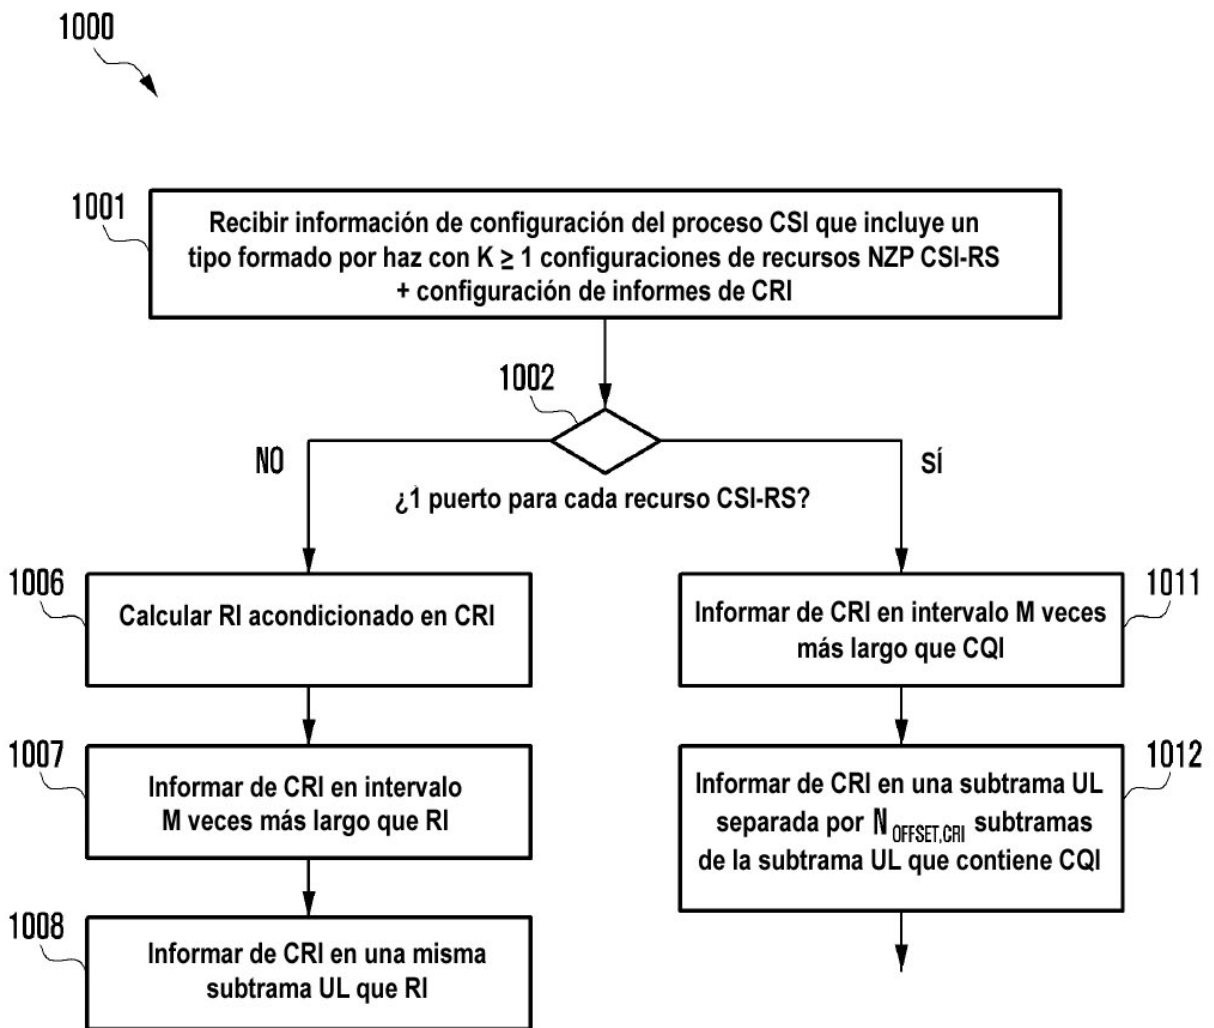 1000
1001
Recibir información de configuración del proceso CSI que incluye un
tipo formado por haz con K ≥ 1 configuraciones de recursos NZP CSI-RS
+ configuración de informes de CRI
1002
NO
SÍ
¿1 puerto para cada recurso CSI-RS?
1006
Calcular RI acondicionado en CRI
1007
Informar de CRI en intervalo
M veces más largo que RI
1008
Informar de CRI en una misma
subtrama UL que RI
1011
Informar de CRI en intervalo M veces
más largo que CQI
1012
Informar de CRI en una subtrama UL
separada por N OFFSET,CRI subtramas
de la subtrama UL que contiene CQI